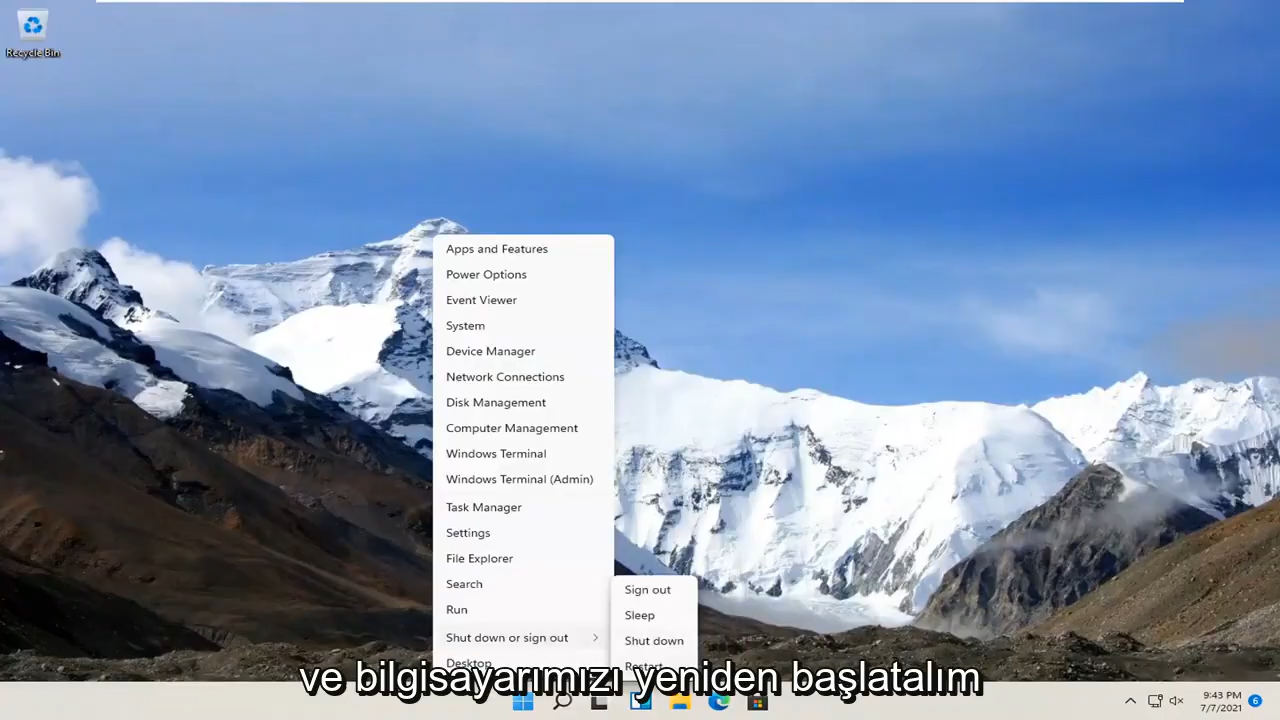 Recycle Bin
Apps and Features
Power Options
Event Viewer
System
Device Manager
Network Connections
Disk Management
Computer Management
Windows Terminal
Windows Terminal (Admin)
Task Manager
Settings
File Explorer
Search
Run
Shut down or sign out
Desktop
Sign out
Sleep
Shut down
Restart
ve bilgisayarımızı yeniden başlatalım
9:43 PM
7/7/2021
6